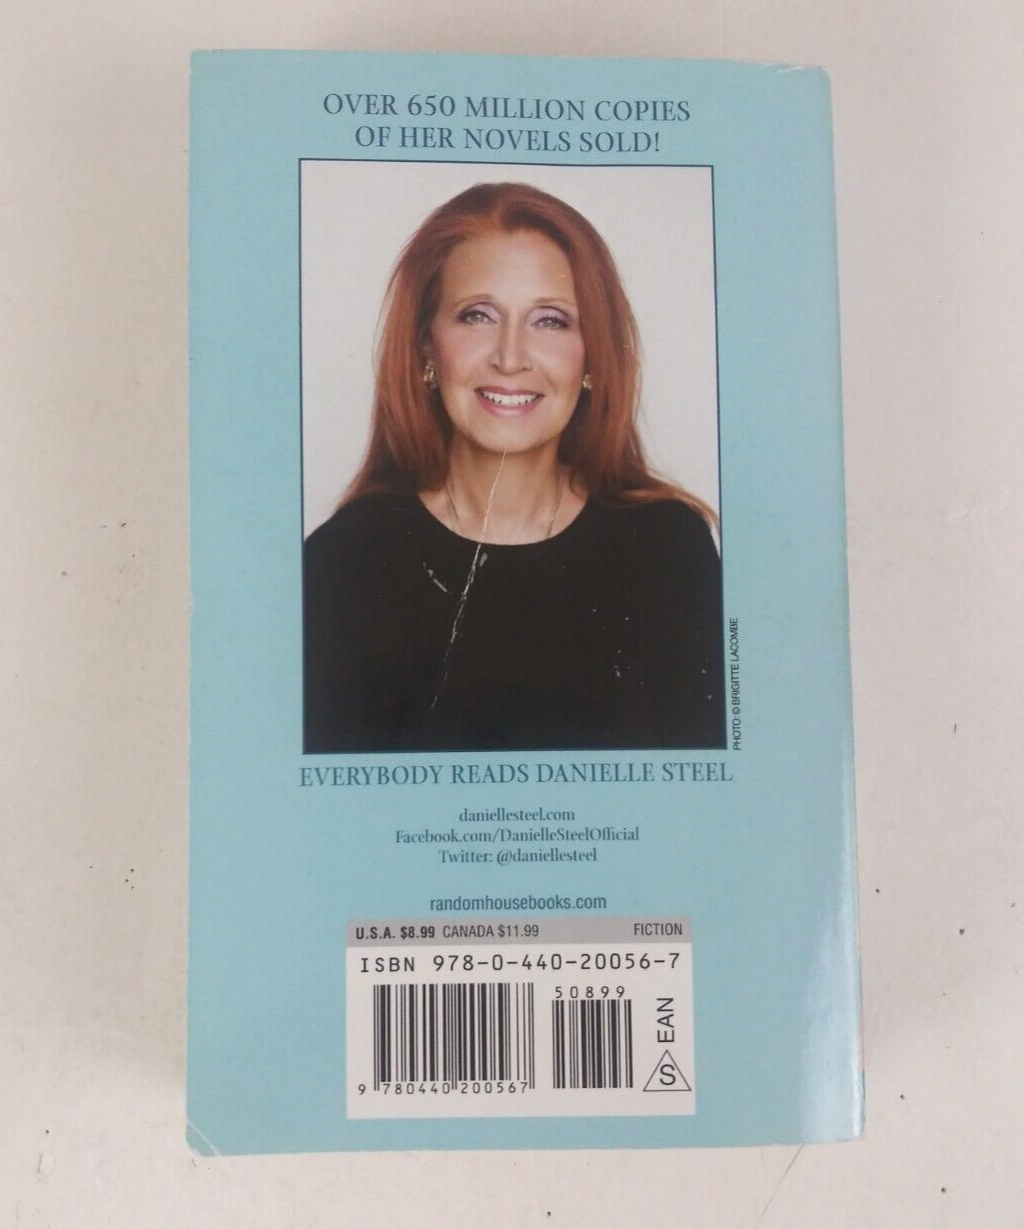 OVER 650 MILLION COPIES
OF HER NOVELS SOLD!
PHOTO: © BRIGITTE LACOMBE
EVERYBODY READS DANIELLE STEEL
daniellesteel.com
Facebook.com/DanielleSteelOfficial
Twitter: @daniellesteel
randomhousebooks.com
U.S.A. $8.99 CANADA $11.99 FICTION
ISBN 978-0-440-20056-7
50899
EAN
S
9 780440 200567